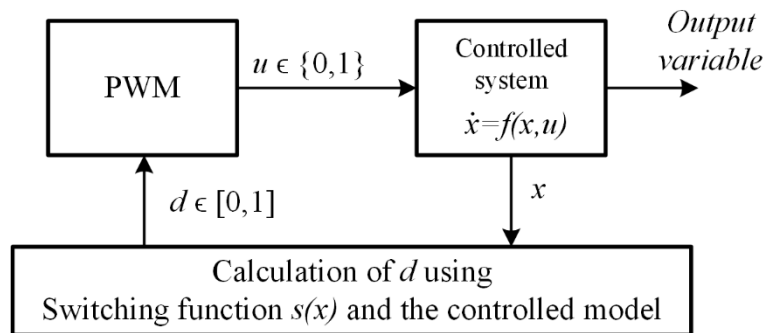 PWM
u ϵ {0,1}
Controlled
system
ẋ=f(x,u)
Output
variable
d ϵ [0,1]
x
Calculation of d using
Switching function s(x) and the controlled model